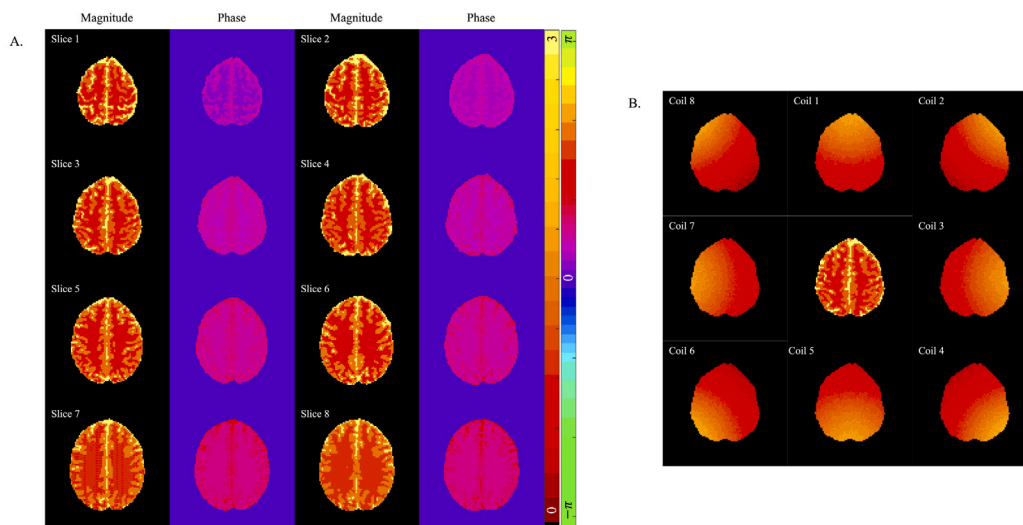 Magnitude Phase Magnitude Phase
A.
Slice 1 Slice 2
Slice 3 Slice 4
Slice 5 Slice 6
Slice 7 Slice 8
3 π
0
0 −π
B.
Coil 8 Coil 1 Coil 2
Coil 7 Coil 3
Coil 6 Coil 5 Coil 4